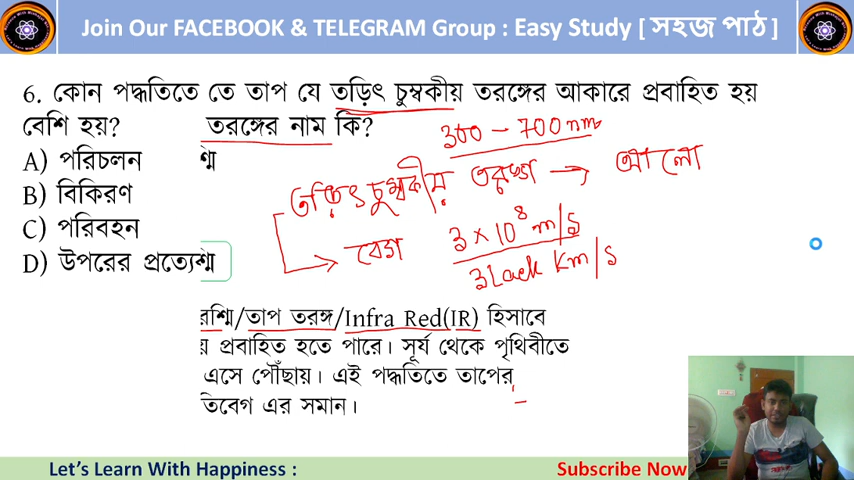 Join Our FACEBOOK & TELEGRAM Group : Easy Study [ সহজ পাঠ ]
6. কোন পদ্ধতিতে তে তাপ যে তড়িৎ চুম্বকীয় তরঙ্গের আকারে প্রবাহিত হয়
বেশি হয়? তরঙ্গের নাম কি?
300 - 700 nm
A) পরিচলন শ্মি
তড়িৎ চুম্বকীয় তরঙ্গ → আলো
B) বিকিরণ
C) পরিবহন
বেগ 3 × 10⁸ m/s
D) উপরের প্রত্যেশ্মি
3 Lack Km/s
রশ্মি/তাপ তরঙ্গ/Infra Red(IR) হিসাবে
য় প্রবাহিত হতে পারে। সূর্য থেকে পৃথিবীতে
এসে পৌঁছায়। এই পদ্ধতিতে তাপের
তিবেগ এর সমান।
Let's Learn With Happiness :
Subscribe Now